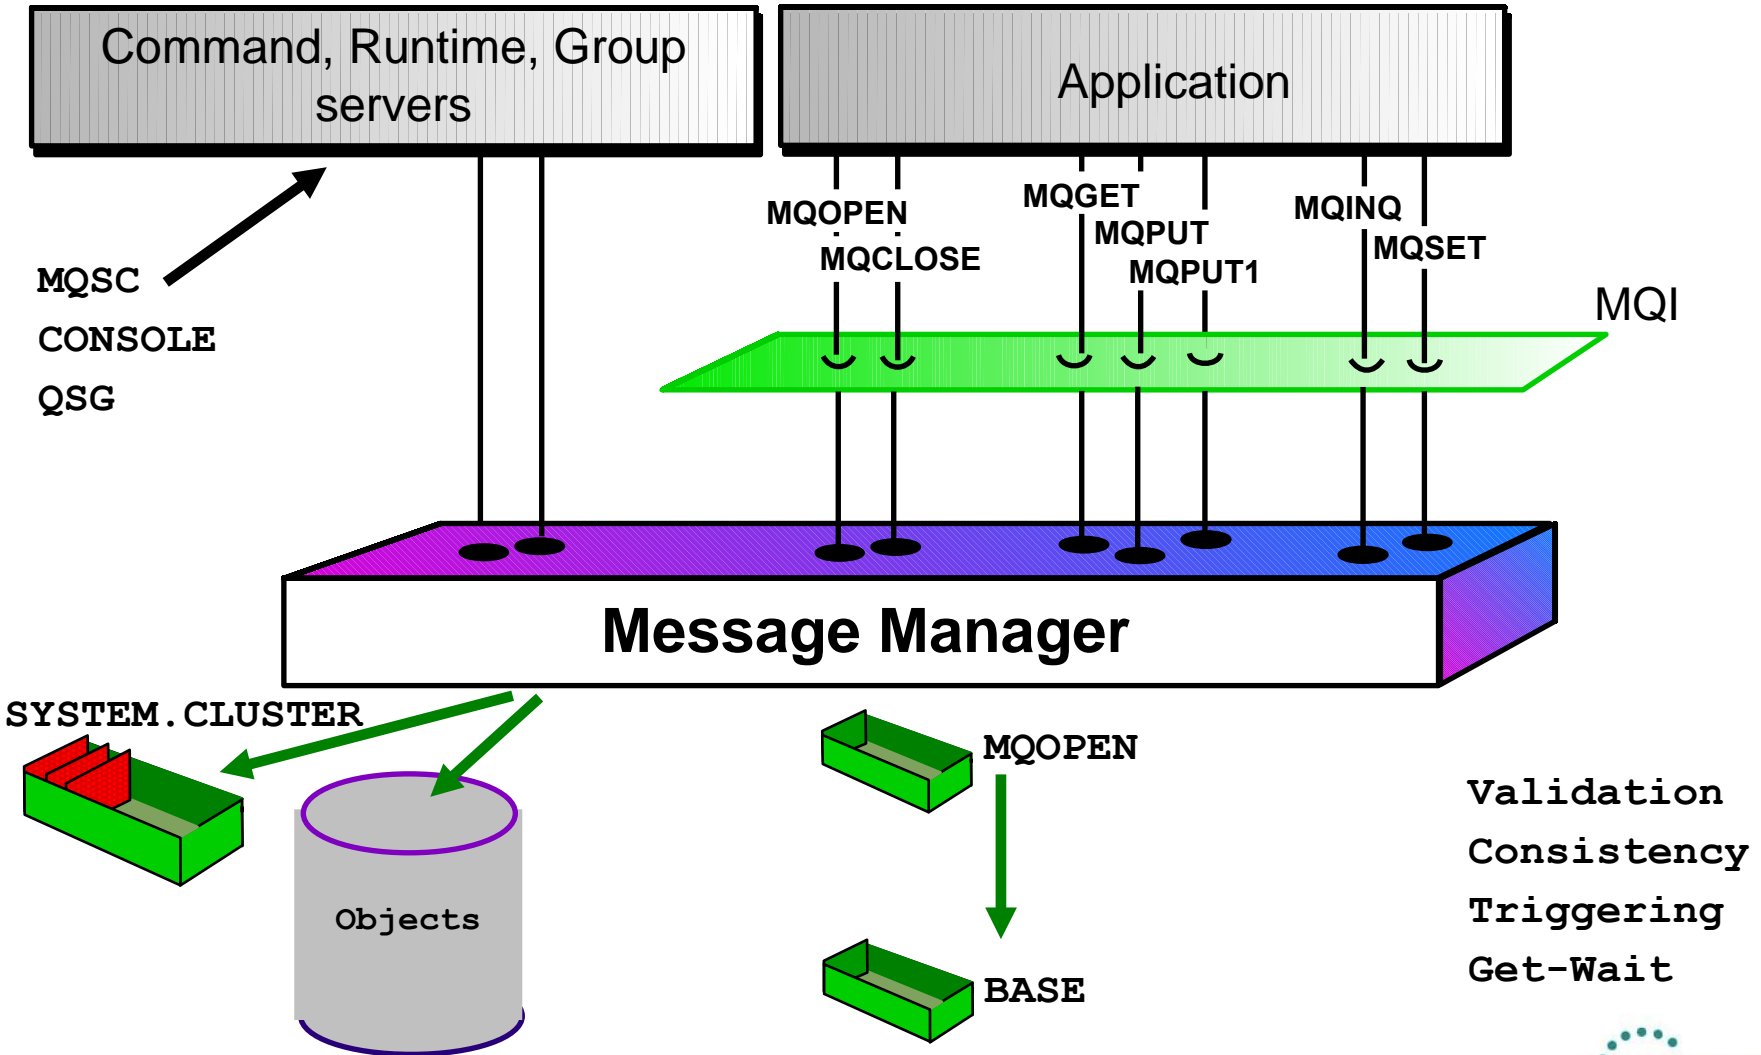 Command, Runtime, Group
servers
Application
MQSC
CONSOLE
QSG
MQOPEN
MQCLOSE
MQGET
MQPUT
MQPUT1
MQINQ
MQSET
MQI
Message Manager
SYSTEM.CLUSTER
Objects
MQOPEN
BASE
Validation
Consistency
Triggering
Get-Wait